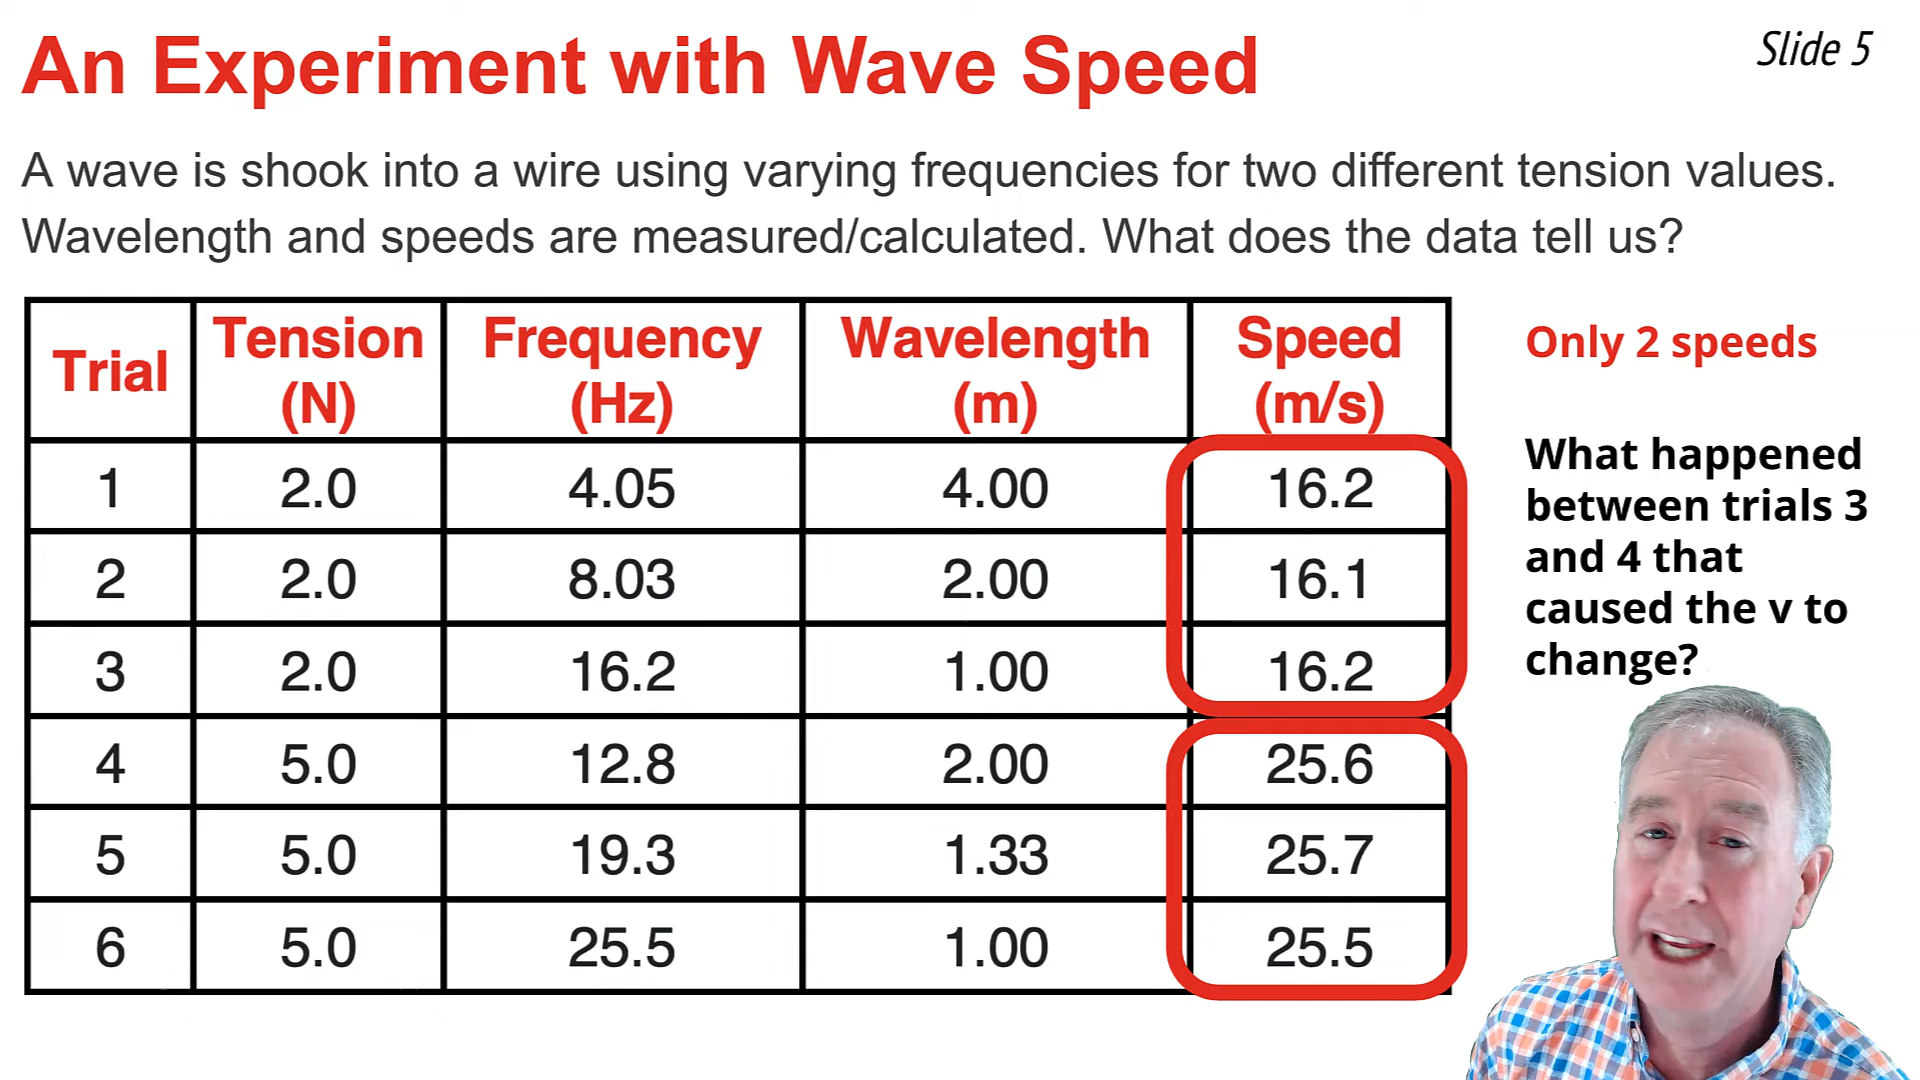 An Experiment with Wave Speed
Slide 5
A wave is shook into a wire using varying frequencies for two different tension values.
Wavelength and speeds are measured/calculated. What does the data tell us?
Trial Tension (N) Frequency (Hz) Wavelength (m) Speed (m/s)
1 2.0 4.05 4.00 16.2
2 2.0 8.03 2.00 16.1
3 2.0 16.2 1.00 16.2
4 5.0 12.8 2.00 25.6
5 5.0 19.3 1.33 25.7
6 5.0 25.5 1.00 25.5
Only 2 speeds
What happened
between trials 3
and 4 that
caused the v to
change?